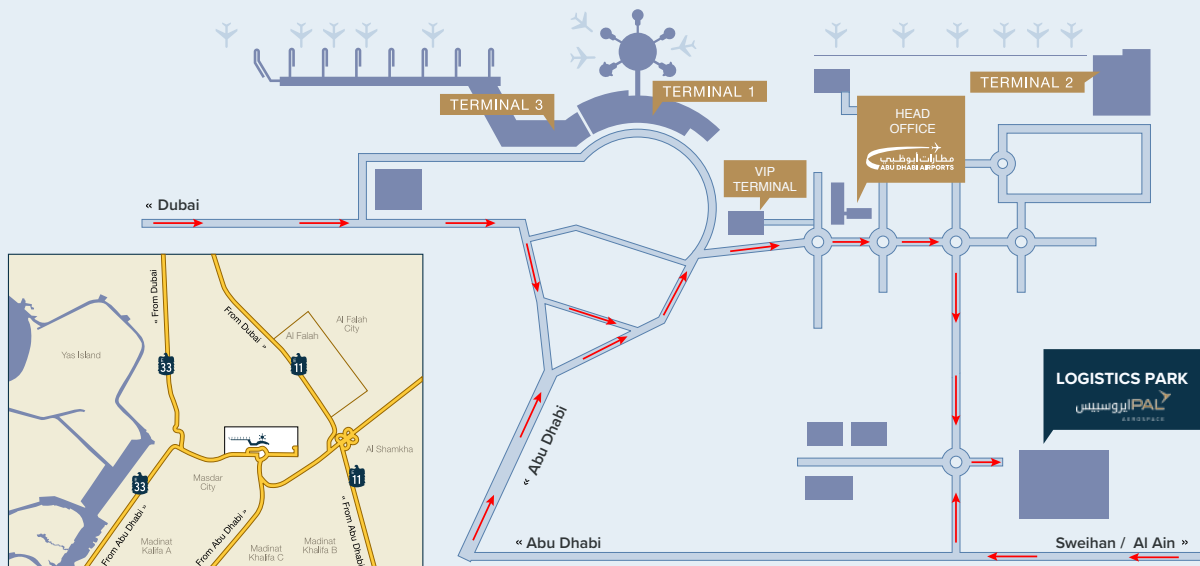 TERMINAL 3
TERMINAL 1
TERMINAL 2
HEAD
OFFICE
مطارات أبوظبي
ABU DHABI AIRPORTS
VIP
TERMINAL
« Dubai
« From Dubai
From Dubai »
Al Falah
City
Al Falah
Yas Island
33
11
LOGISTICS PARK
ايروسبيس PAL
AEROSPACE
« Abu Dhabi
Al Shamkha
Masdar
City
33
11
From Abu Dhabi »
From Abu Dhabi »
« From Abu Dhabi
Madinat
Kalifa A
Madinat
Khalifa C
Madinat
Khalifa B
« Abu Dhabi
Sweihan / Al Ain »